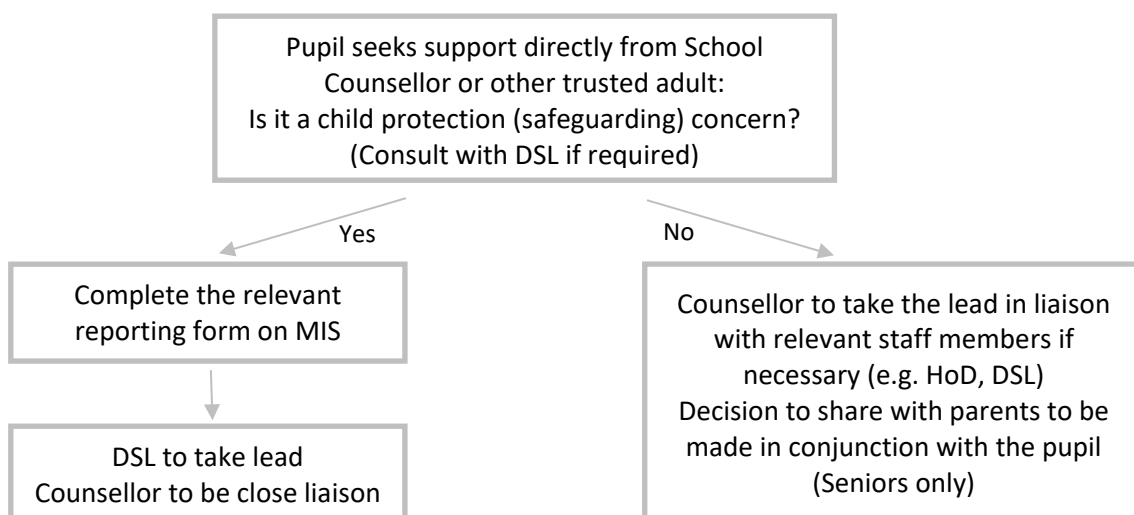 Pupil seeks support directly from School
Counsellor or other trusted adult:
Is it a child protection (safeguarding) concern?
(Consult with DSL if required)
Yes
No
Complete the relevant
reporting form on MIS
DSL to take lead
Counsellor to be close liaison
Counsellor to take the lead in liaison
with relevant staff members if
necessary (e.g. HoD, DSL)
Decision to share with parents to be
made in conjunction with the pupil
(Seniors only)